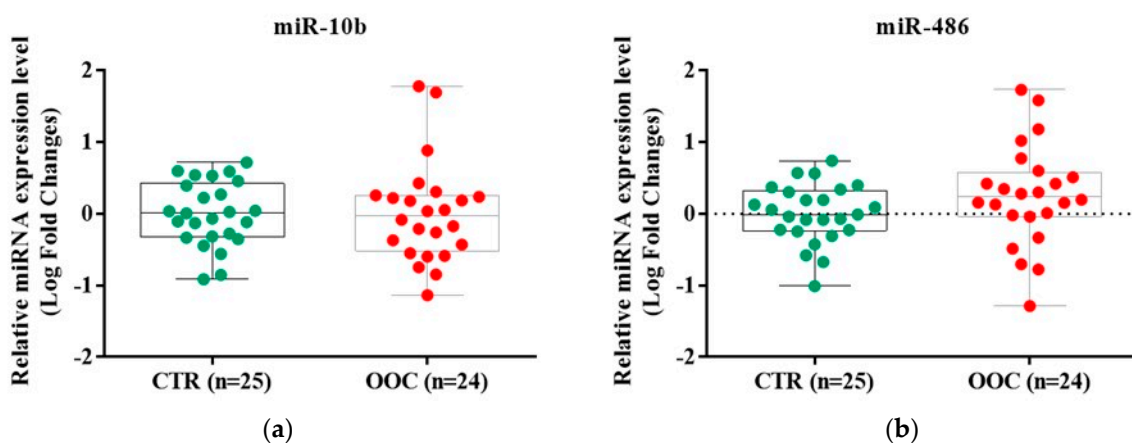 miR-10b
Relative miRNA expression level
(Log Fold Changes)
2
1
0
-1
-2
CTR (n=25)
OOC (n=24)
(a)
miR-486
Relative miRNA expression level
(Log Fold Changes)
2
1
0
-1
-2
CTR (n=25)
OOC (n=24)
(b)